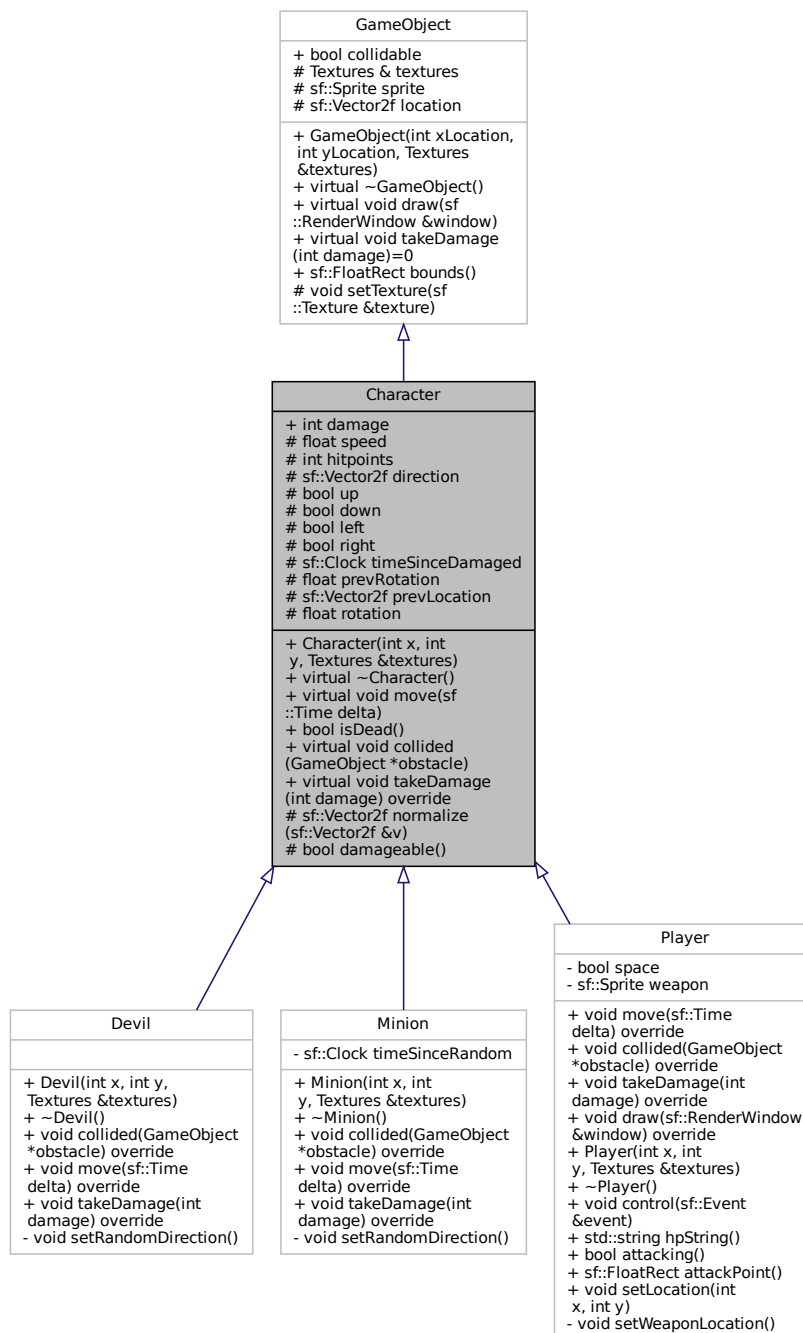 GameObject
+ bool collidable
# Textures & textures
# sf::Sprite sprite
# sf::Vector2f location
+ GameObject(int xLocation,
int yLocation, Textures
&textures)
+ virtual ~GameObject()
+ virtual void draw(sf
::RenderWindow &window)
+ virtual void takeDamage
(int damage)=0
+ sf::FloatRect bounds()
# void setTexture(sf
::Texture &texture)
Character
+ int damage
# float speed
# int hitpoints
# sf::Vector2f direction
# bool up
# bool down
# bool left
# bool right
# sf::Clock timeSinceDamaged
# float prevRotation
# sf::Vector2f prevLocation
# float rotation
+ Character(int x, int
y, Textures &textures)
+ virtual ~Character()
+ virtual void move(sf
::Time delta)
+ bool isDead()
+ virtual void collided
(GameObject *obstacle)
+ virtual void takeDamage
(int damage) override
# sf::Vector2f normalize
(sf::Vector2f &v)
# bool damageable()
Devil
+ Devil(int x, int y,
Textures &textures)
+ ~Devil()
+ void collided(GameObject
*obstacle) override
+ void move(sf::Time
delta) override
+ void takeDamage(int
damage) override
- void setRandomDirection()
Minion
- sf::Clock timeSinceRandom
+ Minion(int x, int
y, Textures &textures)
+ ~Minion()
+ void collided(GameObject
*obstacle) override
+ void move(sf::Time
delta) override
+ void takeDamage(int
damage) override
- void setRandomDirection()
Player
- bool space
- sf::Sprite weapon
+ void move(sf::Time
delta) override
+ void collided(GameObject
*obstacle) override
+ void takeDamage(int
damage) override
+ void draw(sf::RenderWindow
&window) override
+ Player(int x, int
y, Textures &textures)
+ ~Player()
+ void control(sf::Event
&event)
+ std::string hpString()
+ bool attacking()
+ sf::FloatRect attackPoint()
+ void setLocation(int
x, int y)
- void setWeaponLocation()